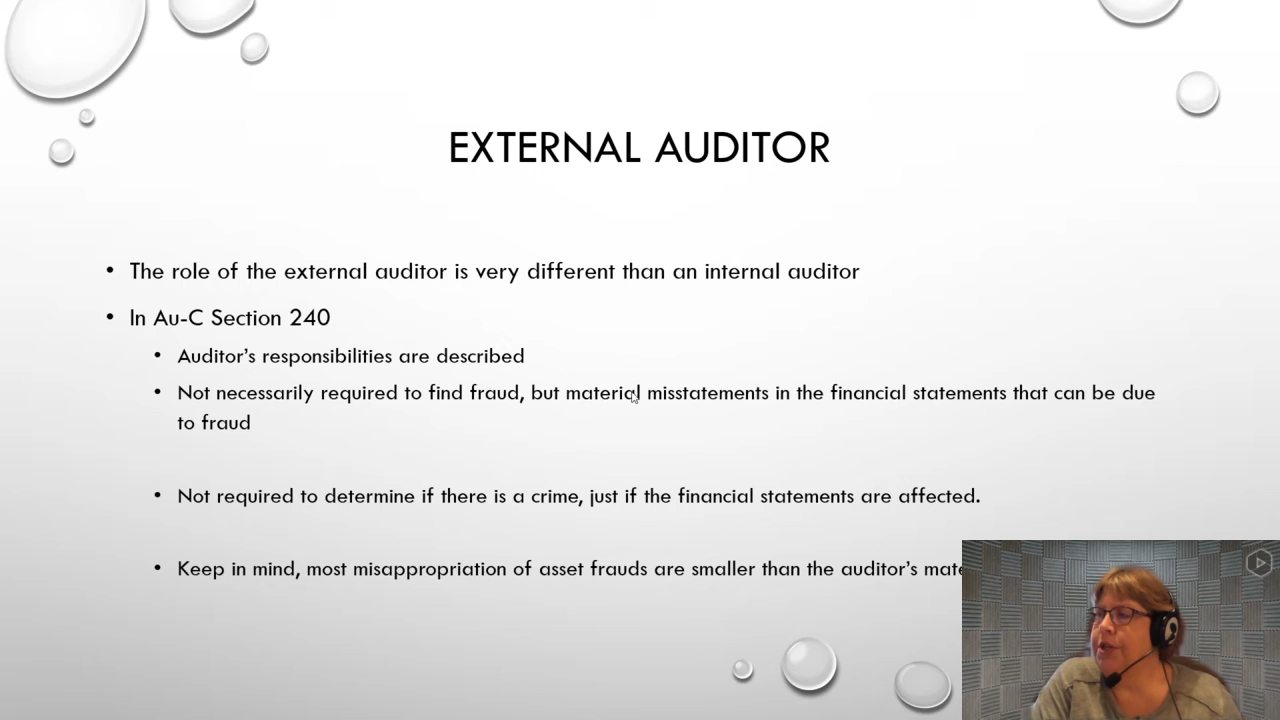 EXTERNAL AUDITOR
• The role of the external auditor is very different than an internal auditor
• In Au-C Section 240
• Auditor's responsibilities are described
• Not necessarily required to find fraud, but material misstatements in the financial statements that can be due
to fraud
• Not required to determine if there is a crime, just if the financial statements are affected.
• Keep in mind, most misappropriation of asset frauds are smaller than the auditor's